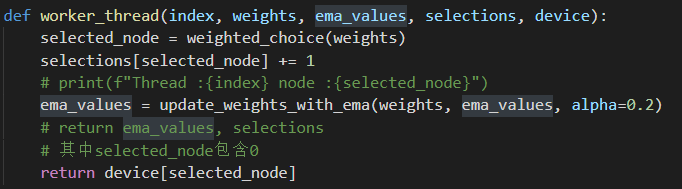 def worker_thread(index, weights, ema_values, selections, device):
    selected_node = weighted_choice(weights)
    selections[selected_node] += 1
    # print(f"Thread :{index} node :{selected_node}")
    ema_values = update_weights_with_ema(weights, ema_values, alpha=0.2)
    # return ema_values, selections
    # 其中selected_node包含0
    return device[selected_node]